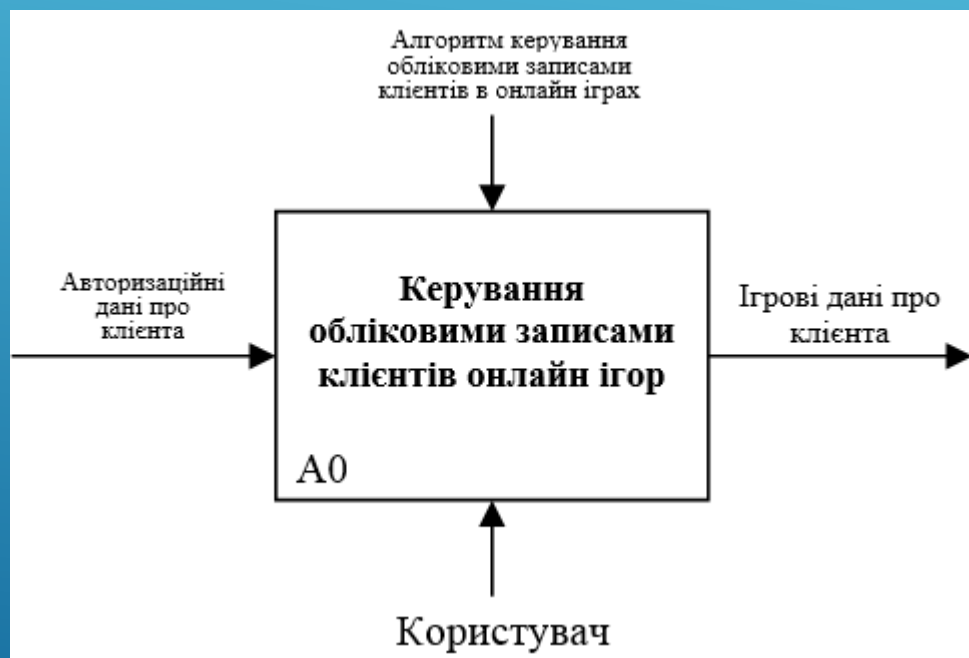 Алгоритм керування
обліковими записами
клієнтів в онлайн іграх
Авторизаційні
дані про
клієнта
Керування
обліковими записами
клієнтів онлайн ігор
А0
Ігрові дані про
клієнта
Користувач